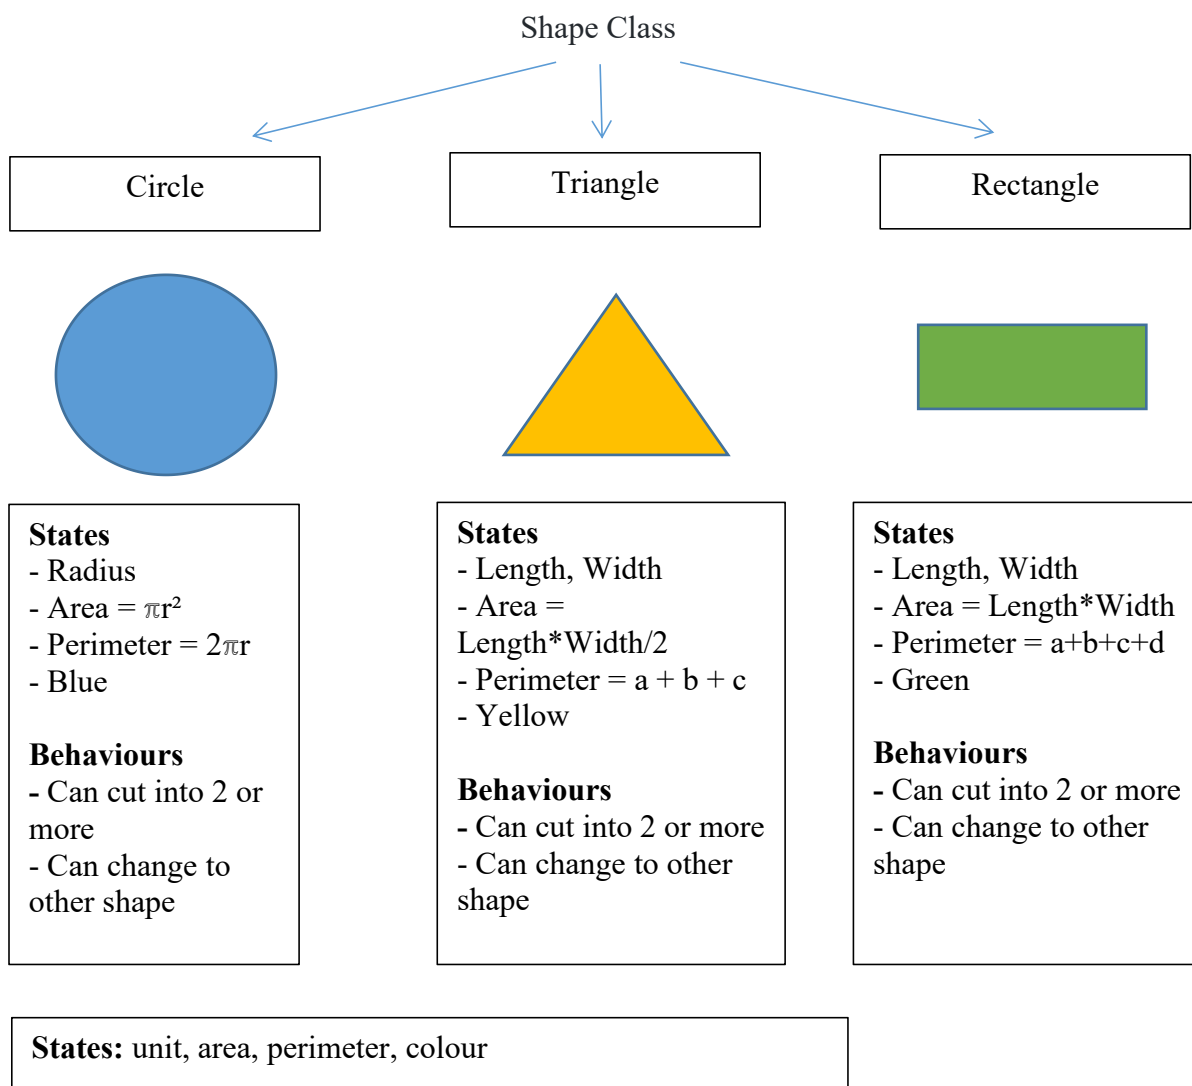 Shape Class
Circle
Triangle
Rectangle
States
- Radius
- Area = πr²
- Perimeter = 2πr
- Blue
Behaviours
- Can cut into 2 or
more
- Can change to
other shape
States
- Length, Width
- Area =
Length*Width/2
- Perimeter = a + b + c
- Yellow
Behaviours
- Can cut into 2 or more
- Can change to other
shape
States
- Length, Width
- Area = Length*Width
- Perimeter = a+b+c+d
- Green
Behaviours
- Can cut into 2 or more
- Can change to other
shape
States: unit, area, perimeter, colour